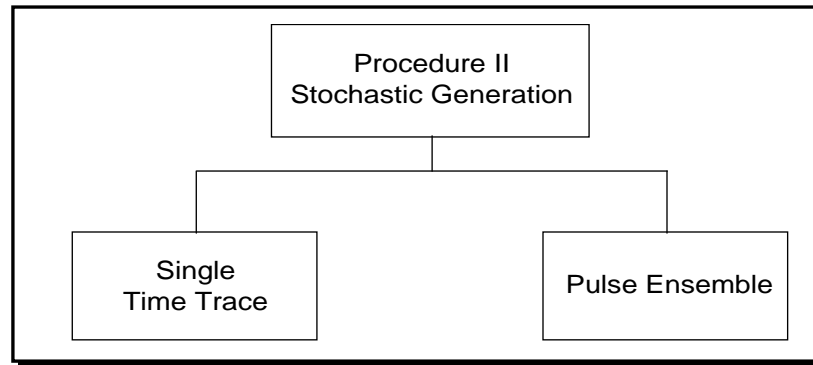 Procedure II
Stochastic Generation
Single
Time Trace
Pulse Ensemble